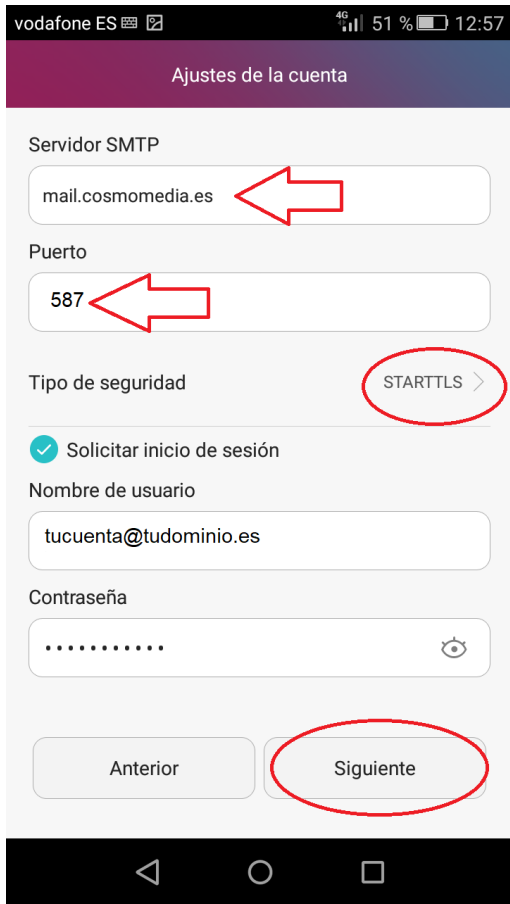 vodafone ES 4G 51 % 12:57
Ajustes de la cuenta
Servidor SMTP
mail.cosmomedia.es
Puerto
587
Tipo de seguridad STARTTLS
Solicitar inicio de sesión
Nombre de usuario
tucuenta@tudominio.es
Contraseña
•••••••••••
Anterior Siguiente